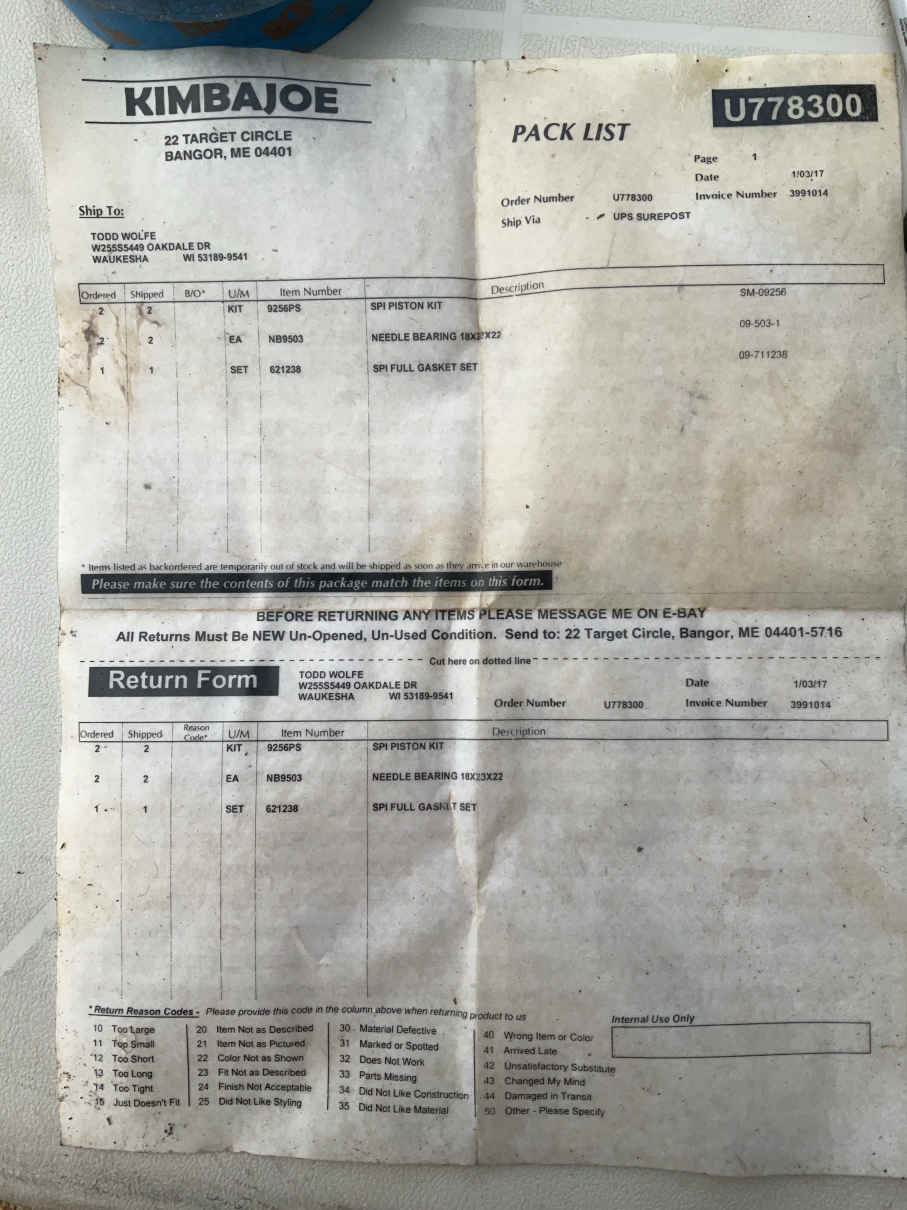 KIMBAJOE
22 TARGET CIRCLE
BANGOR, ME 04401
PACK LIST
U778300
Page 1
Date 1/03/17
Order Number U778300 Invoice Number 3991014
Ship Via UPS SUREPOST
Ship To:
TODD WOLFE
W255S5449 OAKDALE DR
WAUKESHA WI 53189-9541
Ordered Shipped B/O* U/M Item Number Description
2 2 KIT 9256PS SPI PISTON KIT SM-09256
2 2 EA NB9503 NEEDLE BEARING 18X23X22 09-503-1
1 1 SET 621238 SPI FULL GASKET SET 09-711238
* Items listed as backordered are temporarily out of stock and will be shipped as soon as they arrive in our warehouse
Please make sure the contents of this package match the items on this form.
BEFORE RETURNING ANY ITEMS PLEASE MESSAGE ME ON E-BAY
All Returns Must Be NEW Un-Opened, Un-Used Condition. Send to: 22 Target Circle, Bangor, ME 04401-5716
Cut here on dotted line
Return Form
TODD WOLFE
W255S5449 OAKDALE DR
WAUKESHA WI 53189-9541
Date 1/03/17
Order Number U778300 Invoice Number 3991014
Ordered Shipped Reason Code* U/M Item Number Description
2 2 KIT 9256PS SPI PISTON KIT
2 2 EA NB9503 NEEDLE BEARING 18X23X22
1 1 SET 621238 SPI FULL GASKET SET
*Return Reason Codes - Please provide this code in the column above when returning product to us
10 Too Large
11 Too Small
12 Too Short
13 Too Long
14 Too Tight
15 Just Doesn't Fit
20 Item Not as Described
21 Item Not as Pictured
22 Color Not as Shown
23 Fit Not as Described
24 Finish Not Acceptable
25 Did Not Like Styling
30 Material Defective
31 Marked or Spotted
32 Does Not Work
33 Parts Missing
34 Did Not Like Construction
35 Did Not Like Material
40 Wrong Item or Color
41 Arrived Late
42 Unsatisfactory Substitute
43 Changed My Mind
44 Damaged in Transit
50 Other - Please Specify
Internal Use Only